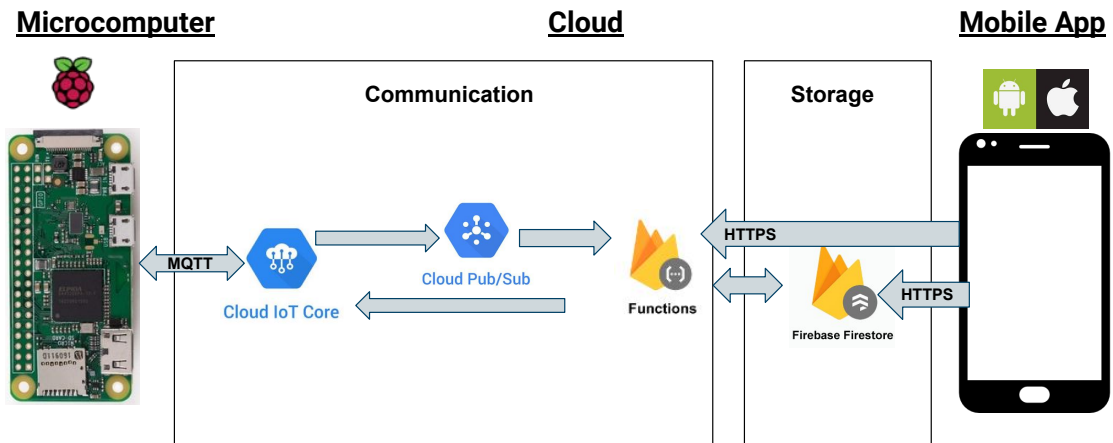 Microcomputer
Cloud
Mobile App
Communication
Storage
MQTT
Cloud IoT Core
Cloud Pub/Sub
Functions
HTTPS
Firebase Firestore
HTTPS